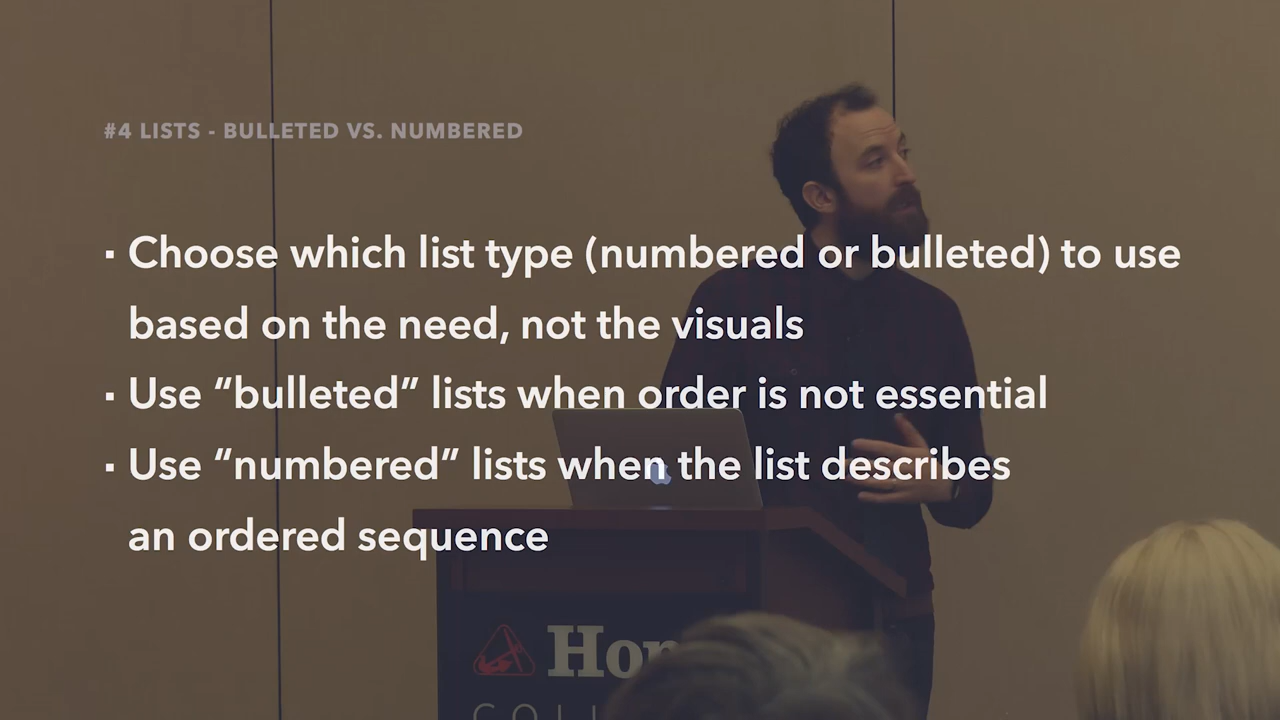 #4 LISTS - BULLETED VS. NUMBERED
▪ Choose which list type (numbered or bulleted) to use
based on the need, not the visuals
▪ Use “bulleted” lists when order is not essential
▪ Use “numbered” lists when the list describes
an ordered sequence